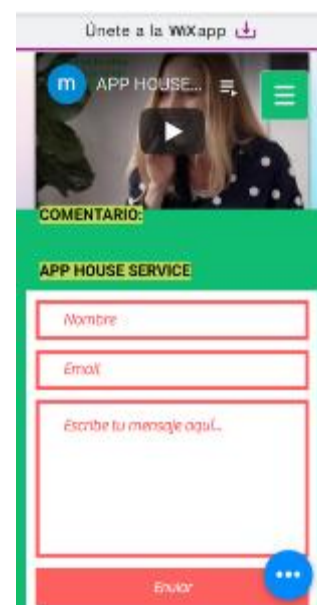 Únete a la WiXapp
m APP HOUSE...
COMENTARIO:
APP HOUSE SERVICE
Nombre
Email
Escribe tu mensaje aquí...
Enviar